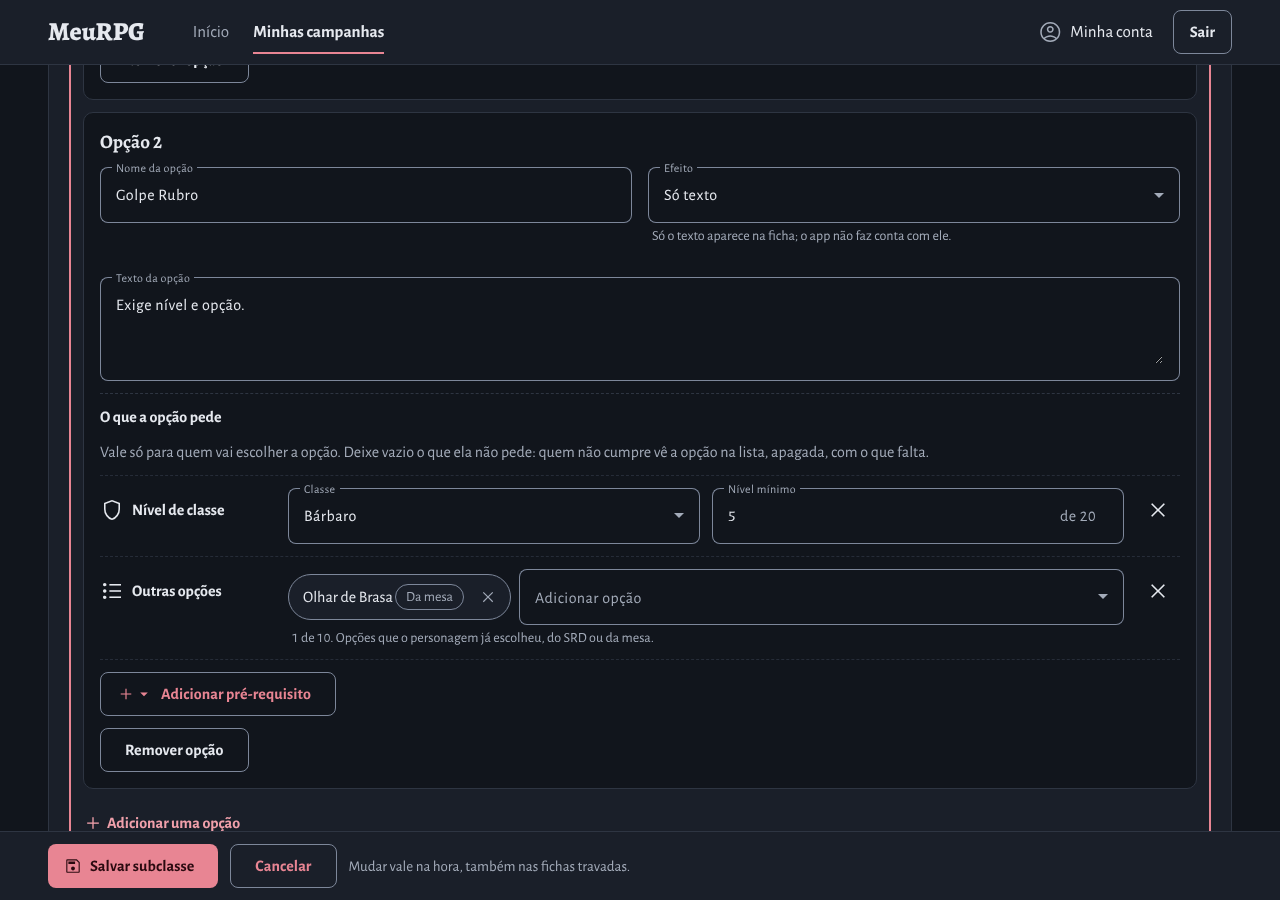 MeuRPG Início Minhas campanhas Minha conta Sair
Opção 2
Nome da opção Efeito
Golpe Rubro Só texto
Só o texto aparece na ficha; o app não faz conta com ele.
Texto da opção
Exige nível e opção.
O que a opção pede
Vale só para quem vai escolher a opção. Deixe vazio o que ela não pede: quem não cumpre vê a opção na lista, apagada, com o que falta.
Classe Nível mínimo
Nível de classe Bárbaro 5 de 20
Outras opções Olhar de Brasa Da mesa Adicionar opção
1 de 10. Opções que o personagem já escolheu, do SRD ou da mesa.
Adicionar pré-requisito
Remover opção
Adicionar uma opção
Salvar subclasse Cancelar Mudar vale na hora, também nas fichas travadas.